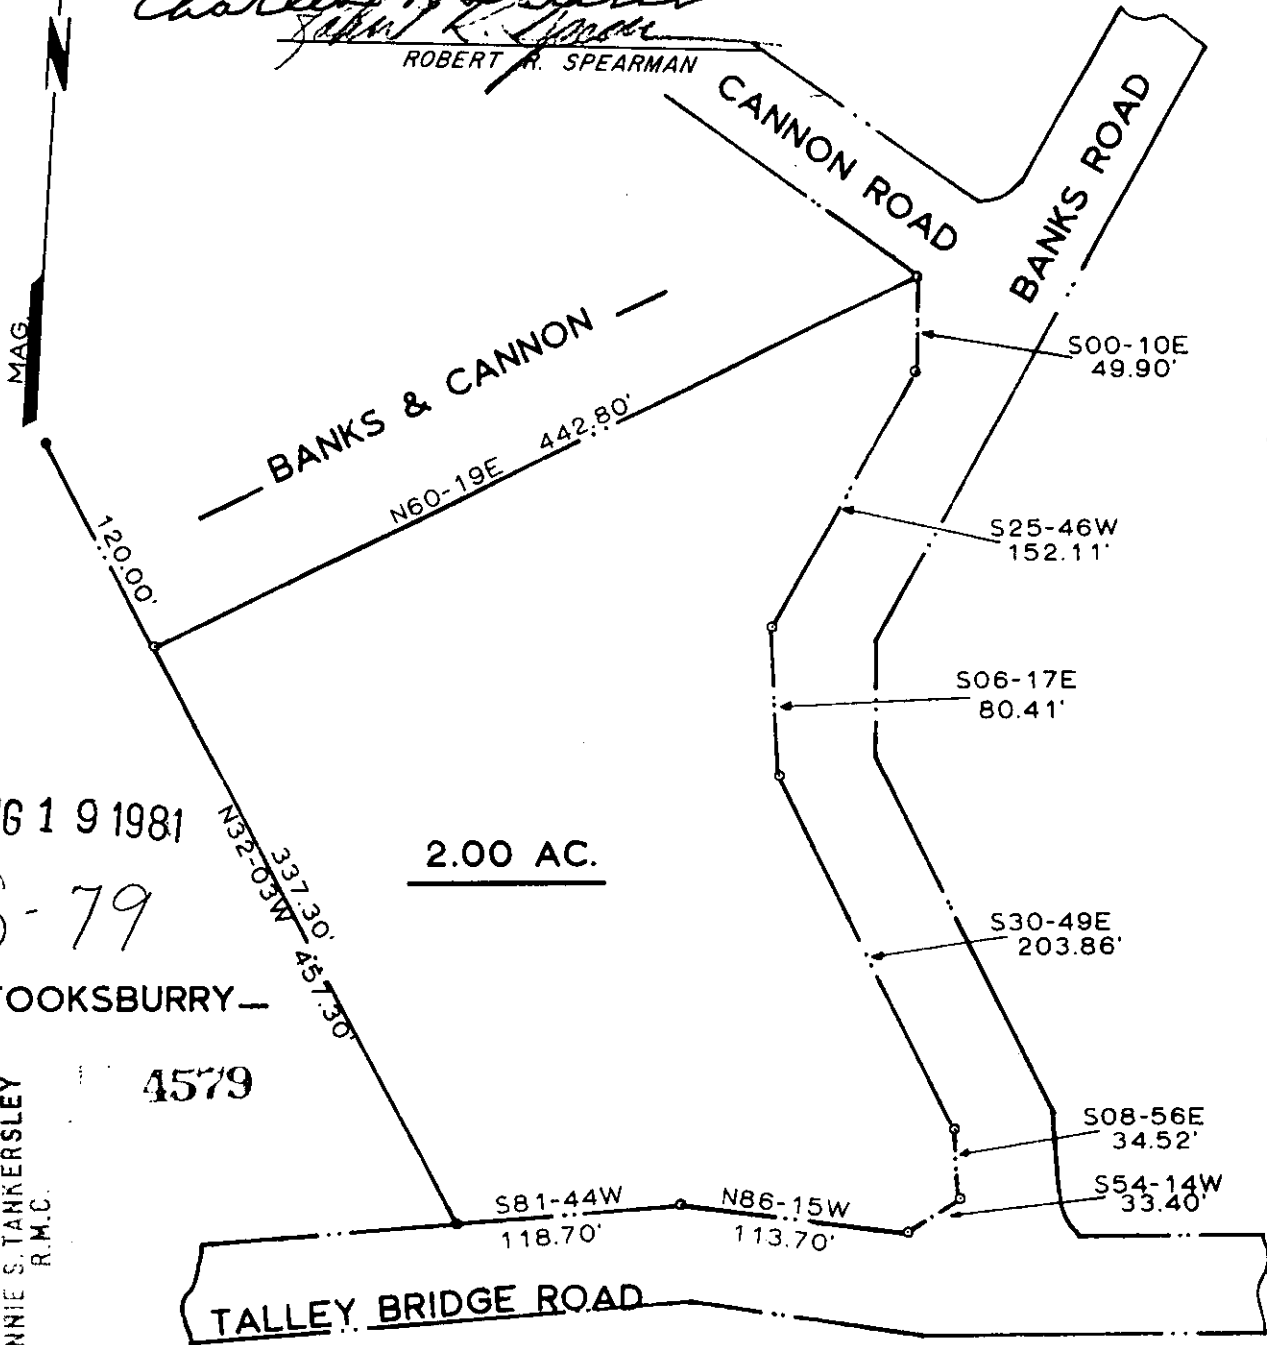 N
MAG.
ROBERT R. SPEARMAN
CANNON ROAD
BANKS ROAD
BANKS & CANNON
N60-19E 442.80'
120.00'
S00-10E
49.90'
S25-46W
152.11'
S06-17E
80.41'
S30-49E
203.86'
S08-56E
34.52'
S54-14W
33.40'
N86-15W
113.70'
S81-44W
118.70'
N32-03W
337.30'
457.30'
2.00 AC.
1 9 1981
- 79
TOOKSBURRY
4579
NNIE S. TANKERSLEY
R.M.C.
TALLEY BRIDGE ROAD